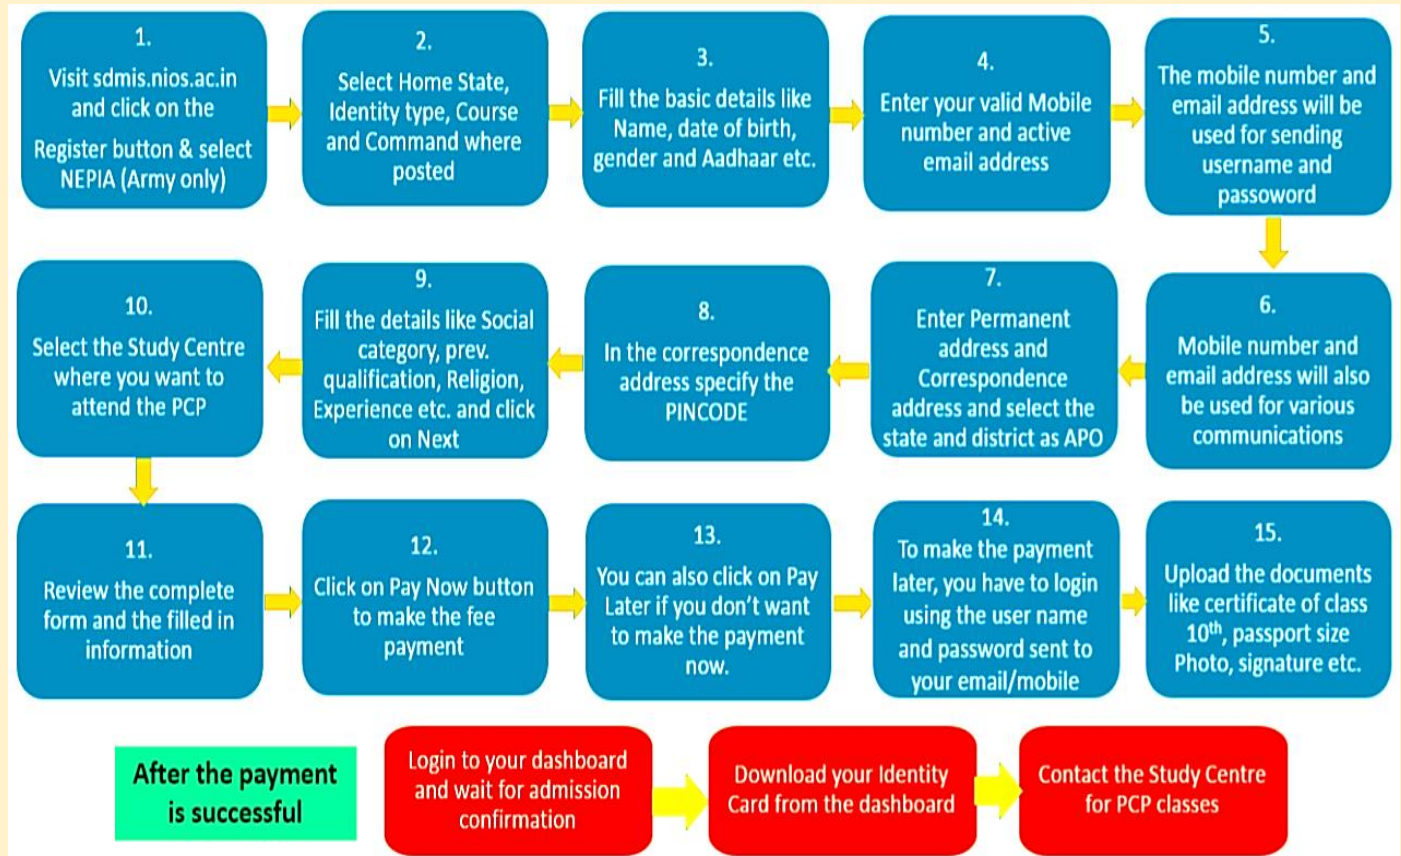 1.
Visit sdmis.nios.ac.in
and click on the
Register button & select
NEPIA (Army only)
2.
Select Home State,
Identity type, Course
and Command where
posted
3.
Fill the basic details like
Name, date of birth,
gender and Aadhaar etc.
4.
Enter your valid Mobile
number and active
email address
5.
The mobile number and
email address will be
used for sending
username and
passoword
6.
Mobile number and
email address will also
be used for various
communications
7.
Enter Permanent
address and
Correspondence
address and select the
state and district as APO
8.
In the correspondence
address specify the
PINCODE
9.
Fill the details like Social
category, prev.
qualification, Religion,
Experience etc. and click
on Next
10.
Select the Study Centre
where you want to
attend the PCP
11.
Review the complete
form and the filled in
information
12.
Click on Pay Now button
to make the fee
payment
13.
You can also click on Pay
Later if you don't want
to make the payment
now.
14.
To make the payment
later, you have to login
using the user name
and password sent to
your email/mobile
15.
Upload the documents
like certificate of class
10th, passport size
Photo, signature etc.
After the payment
is successful
Login to your dashboard
and wait for admission
confirmation
Download your Identity
Card from the dashboard
Contact the Study Centre
for PCP classes